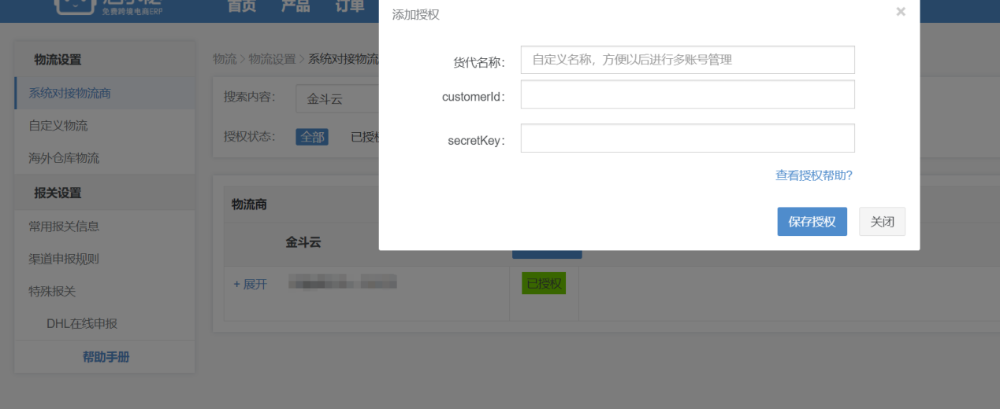 免费跨境电商ERP
首页 产品 订单
添加授权
×
货代名称：
自定义名称，方便以后进行多账号管理
customerId：
secretKey：
查看授权帮助?
保存授权
关闭
物流设置
系统对接物流商
自定义物流
海外仓库物流
报关设置
常用报关信息
渠道申报规则
特殊报关
DHL在线申报
帮助手册
物流 > 物流设置 > 系统对接物流
搜索内容： 金斗云
授权状态： 全部 已授权
物流商
金斗云
+ 展开 已授权